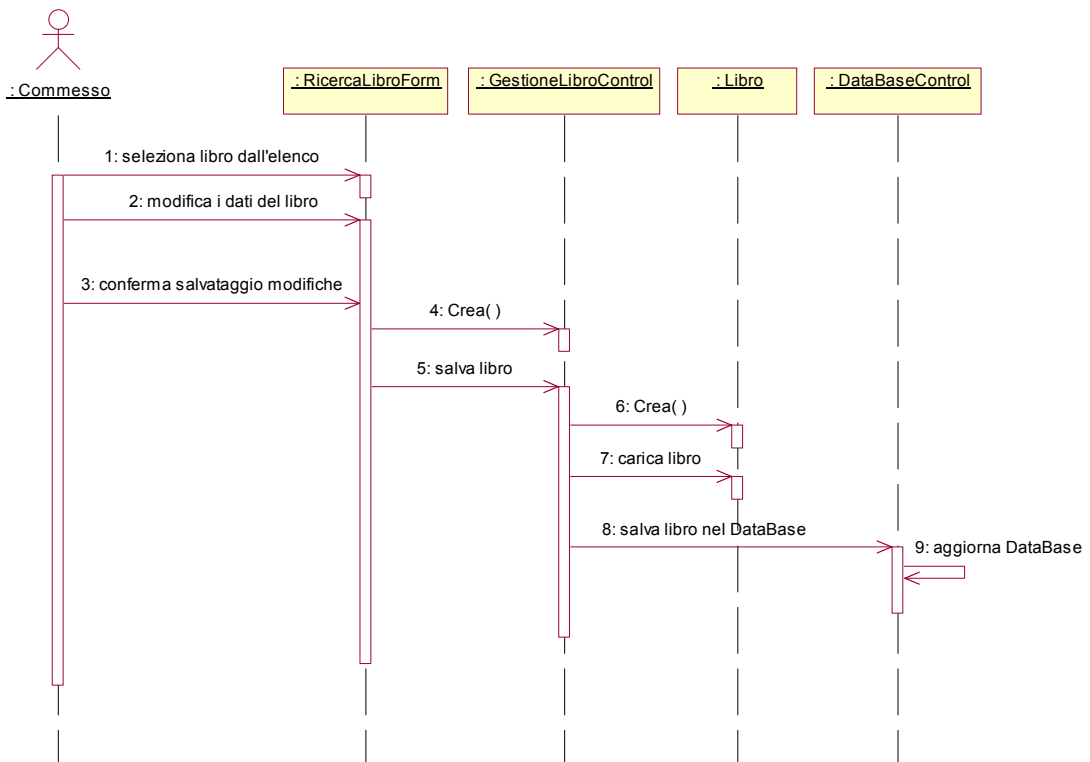 : Commesso
: RicercaLibroForm
: GestioneLibroControl
: Libro
: DataBaseControl
1: seleziona libro dall'elenco
2: modifica i dati del libro
3: conferma salvataggio modifiche
4: Crea( )
5: salva libro
6: Crea( )
7: carica libro
8: salva libro nel DataBase
9: aggiorna DataBase